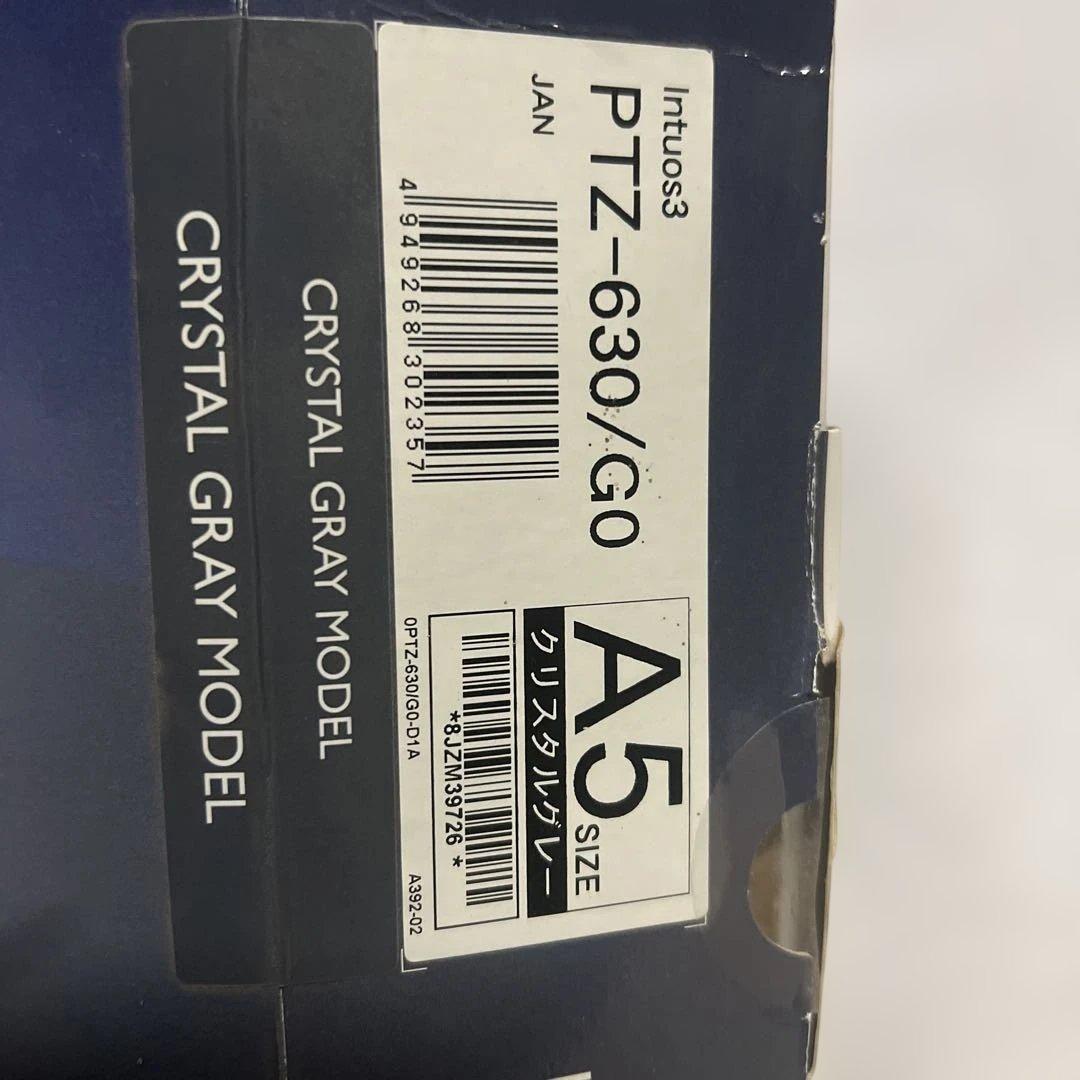 Intuos3
PTZ-630/G0
JAN
4 949268 302357
A5 SIZE
クリスタルグレー
*8JZM39726*
0PTZ-630/G0-D1A
A392-02
CRYSTAL GRAY MODEL
CRYSTAL GRAY MODEL